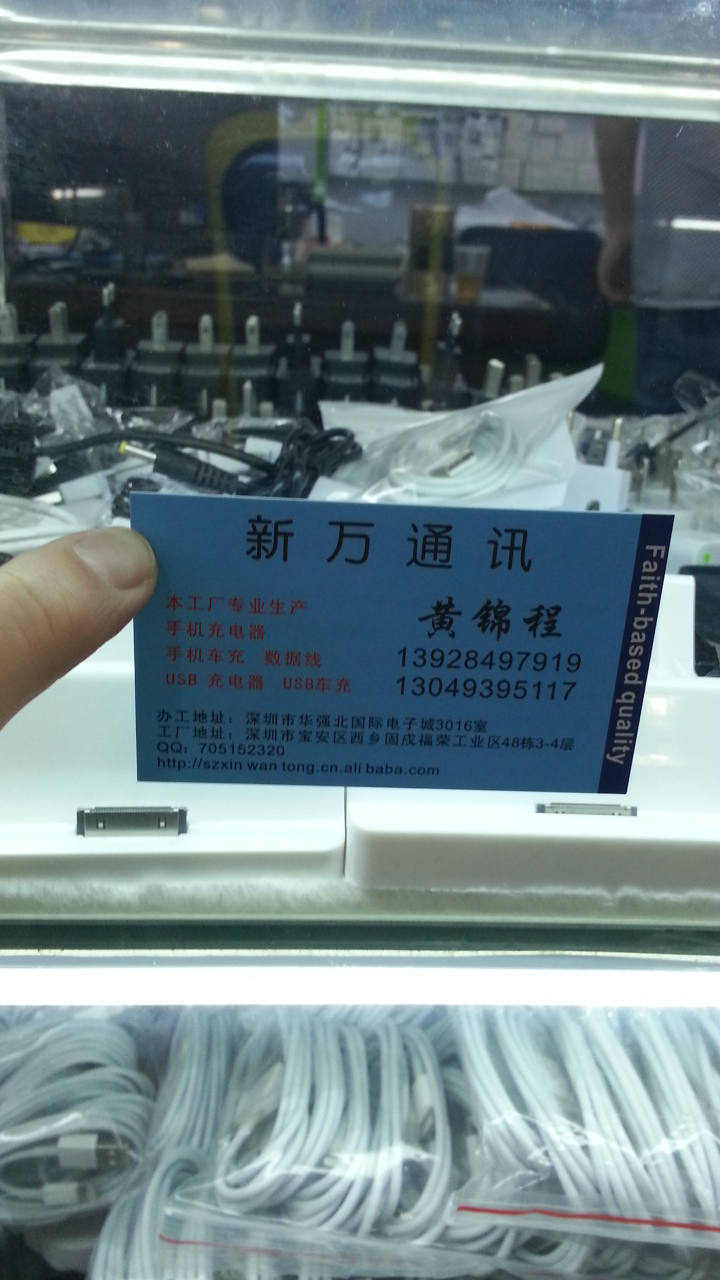 新万通讯
本工厂专业生产
手机充电器
手机车充 数据线
USB 充电器 USB车充
黄锦程
13928497919
13049395117
办工地址：深圳市华强北国际电子城3016室
工厂地址：深圳市宝安区西乡固戍福荣工业区48栋3-4层
QQ：705152320
http://szxin wan tong.cn.ali baba.com
Faith-based quality